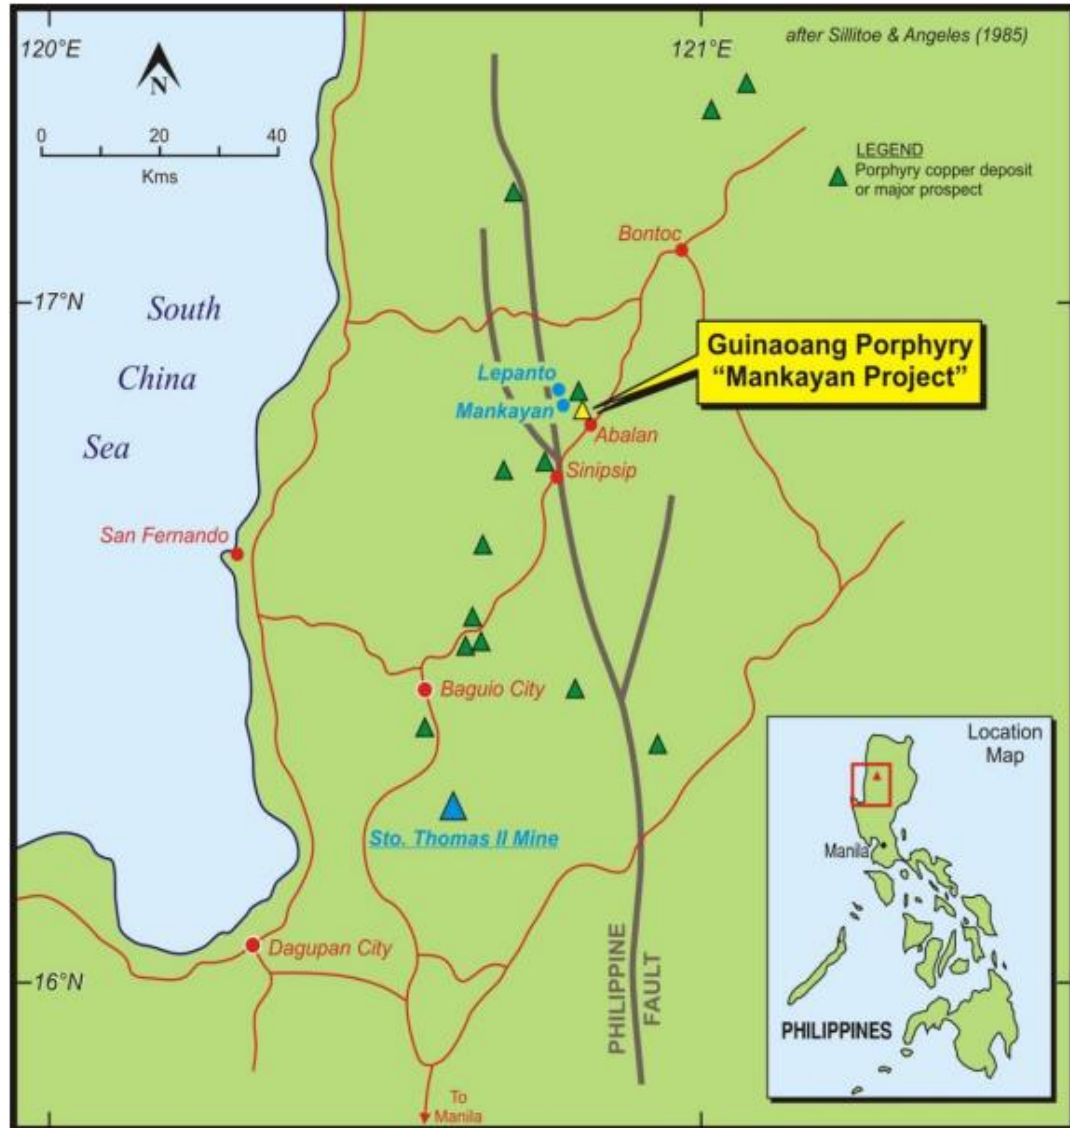 120°E
121°E
after Sillitoe & Angeles (1985)
N
0 20 40
Kms
LEGEND
Porphyry copper deposit
or major prospect
Bontoc
17°N
South
China
Sea
Guinaoang Porphyry
“Mankayan Project”
Lepanto
Mankayan
Abalan
Sinipsip
San Fernando
Baguio City
Location
Map
Sto. Thomas II Mine
Manila
Dagupan City
16°N
PHILIPPINE
FAULT
PHILIPPINES
To
Manila